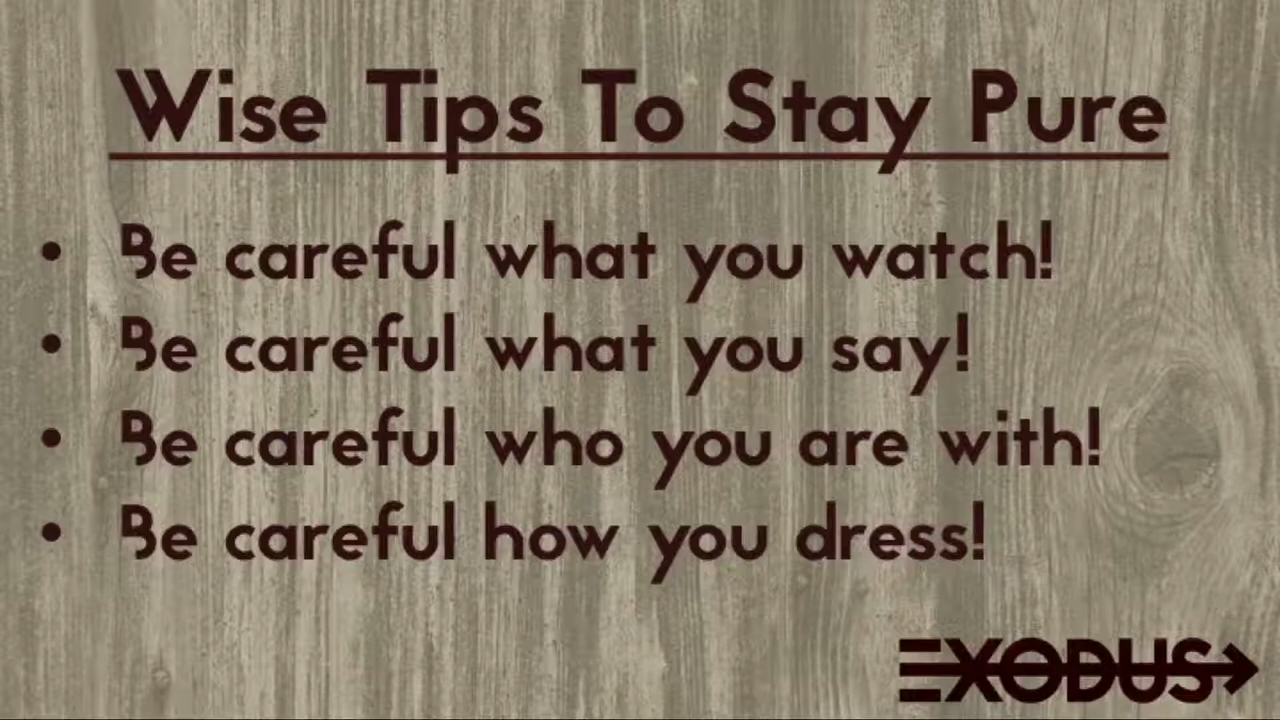 Wise Tips To Stay Pure
• Be careful what you watch!
• Be careful what you say!
• Be careful who you are with!
• Be careful how you dress!
EXODUS